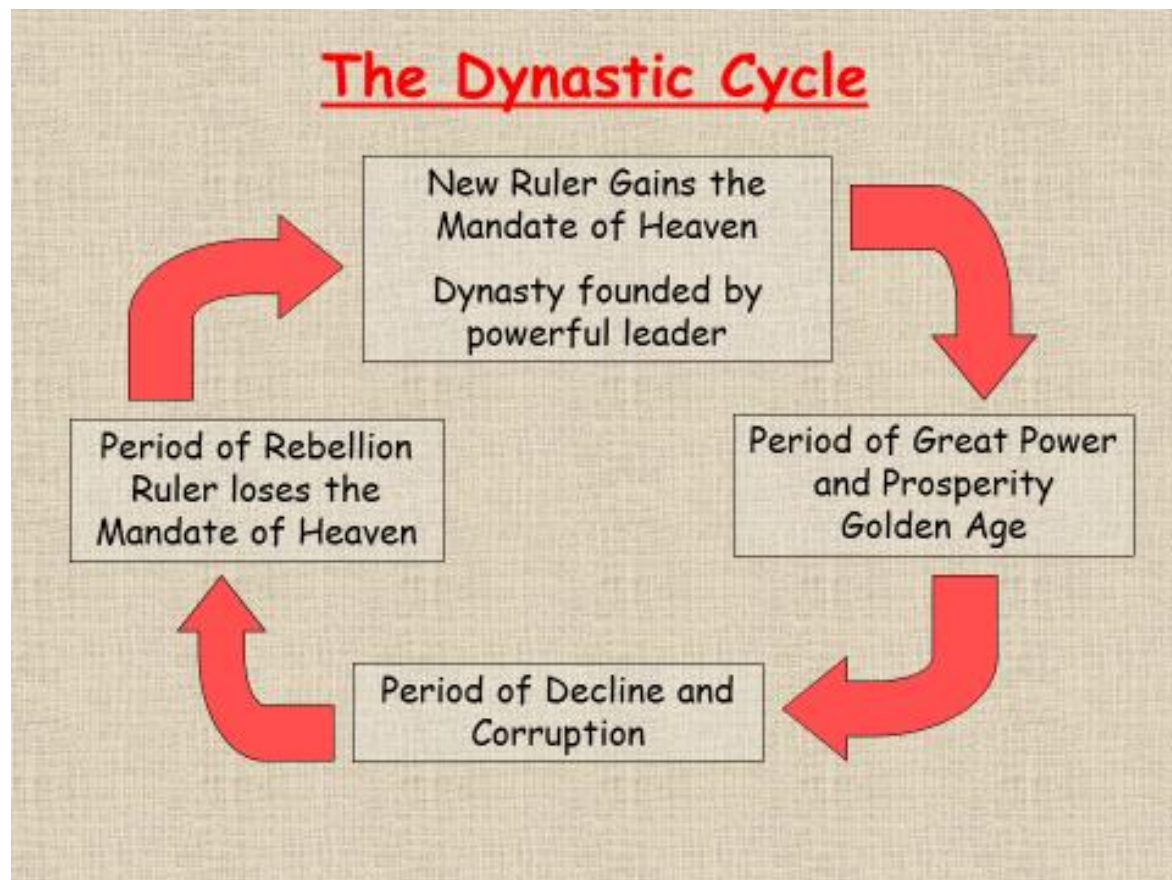 The Dynastic Cycle
New Ruler Gains the
Mandate of Heaven
Dynasty founded by
powerful leader
Period of Great Power
and Prosperity
Golden Age
Period of Decline and
Corruption
Period of Rebellion
Ruler loses the
Mandate of Heaven